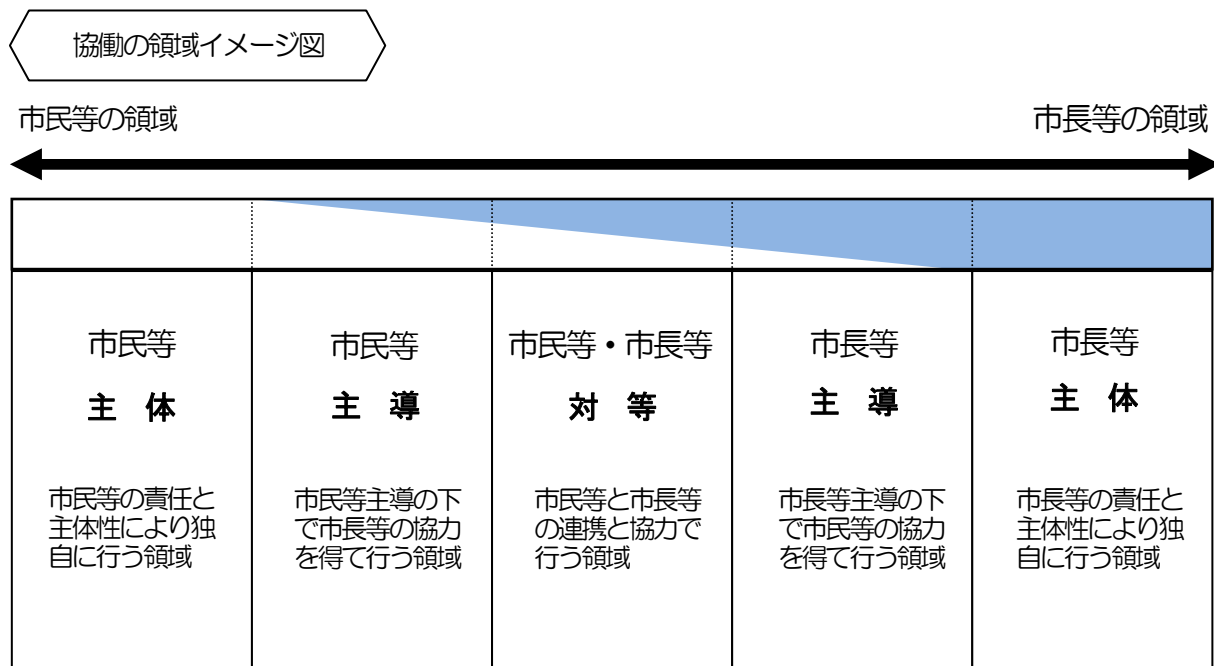 協働の領域イメージ図
市民等の領域
市長等の領域
市民等
主 体
市民等の責任と
主体性により独
自に行う領域
市民等
主 導
市民等主導の下
で市長等の協力
を得て行う領域
市民等・市長等
対 等
市民等と市長等
の連携と協力で
行う領域
市長等
主 導
市長等主導の下
で市民等の協力
を得て行う領域
市長等
主 体
市長等の責任と
主体性により独
自に行う領域